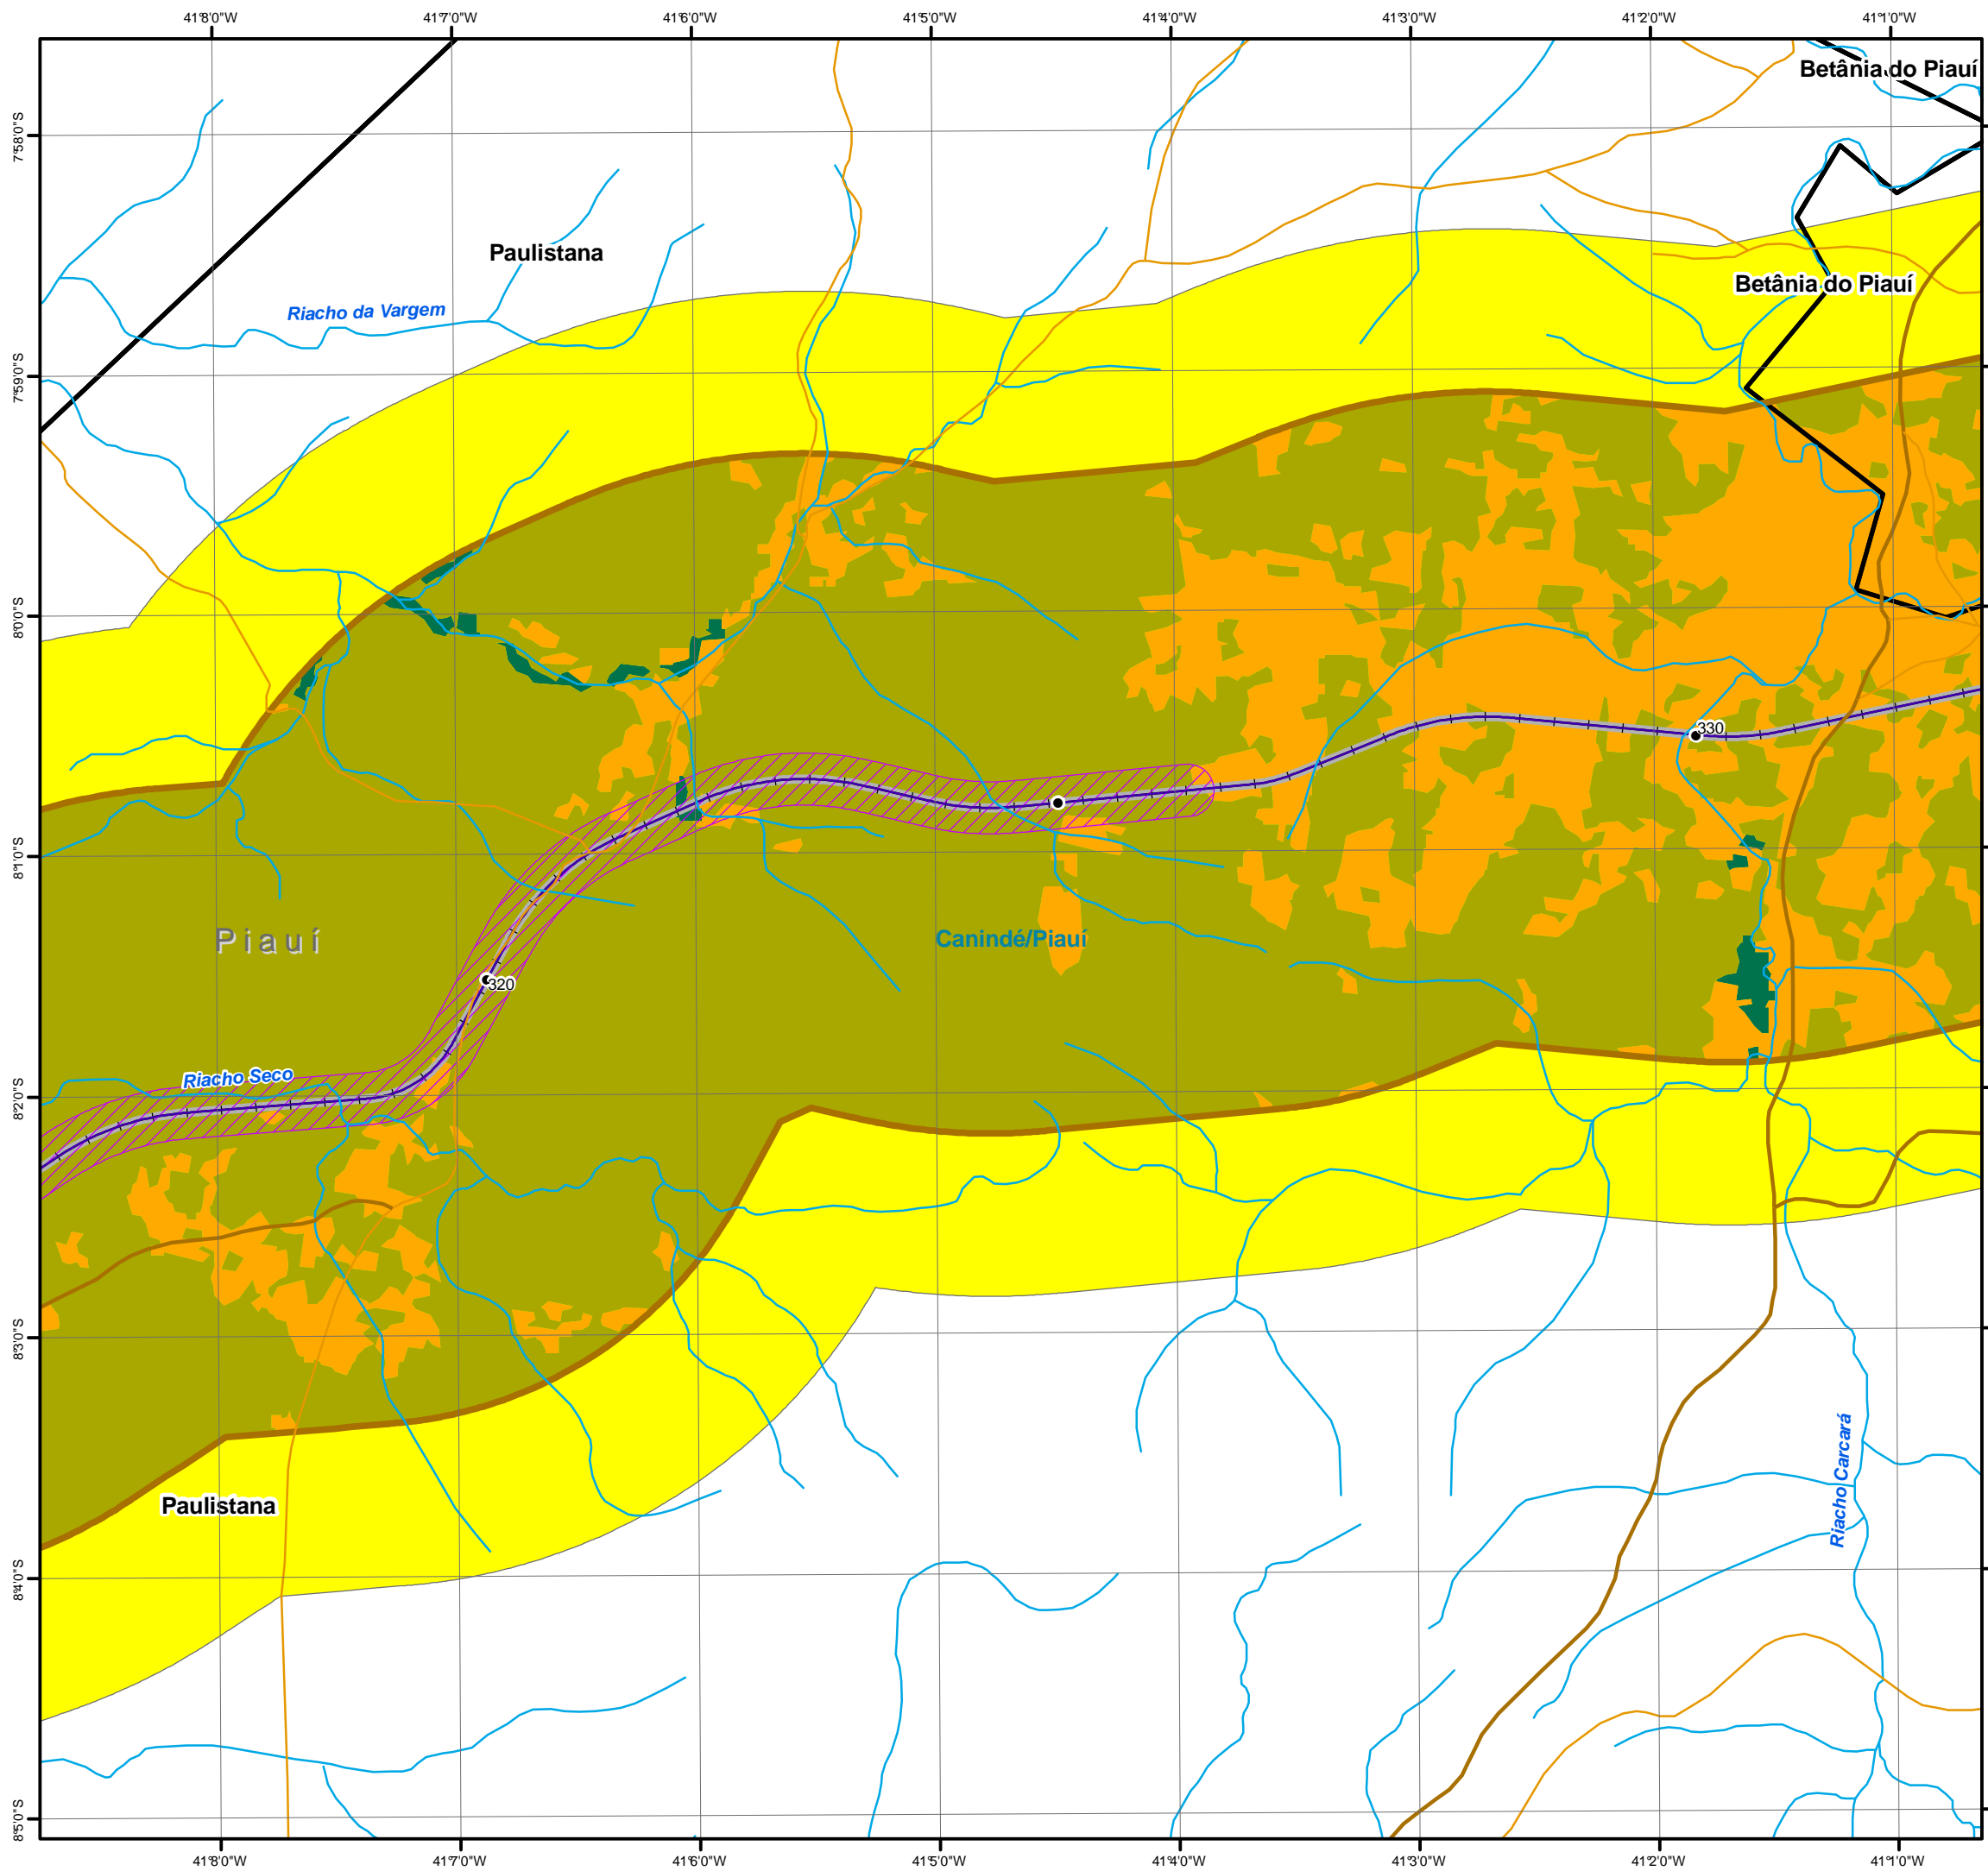 41°8'0"W 41°7'0"W 41°6'0"W 41°5'0"W 41°4'0"W 41°3'0"W 41°2'0"W 41°1'0"W
Betânia do Piauí
7°58'0"S
Paulistana
Betânia do Piauí
Riacho da Vargem
7°59'0"S
8°0'0"S
330
8°1'0"S
Piauí
Canindé/Piauí
320
Riacho Seco
8°2'0"S
8°3'0"S
Riacho Carcará
Paulistana
8°4'0"S
8°5'0"S
41°8'0"W 41°7'0"W 41°6'0"W 41°5'0"W 41°4'0"W 41°3'0"W 41°2'0"W 41°1'0"W